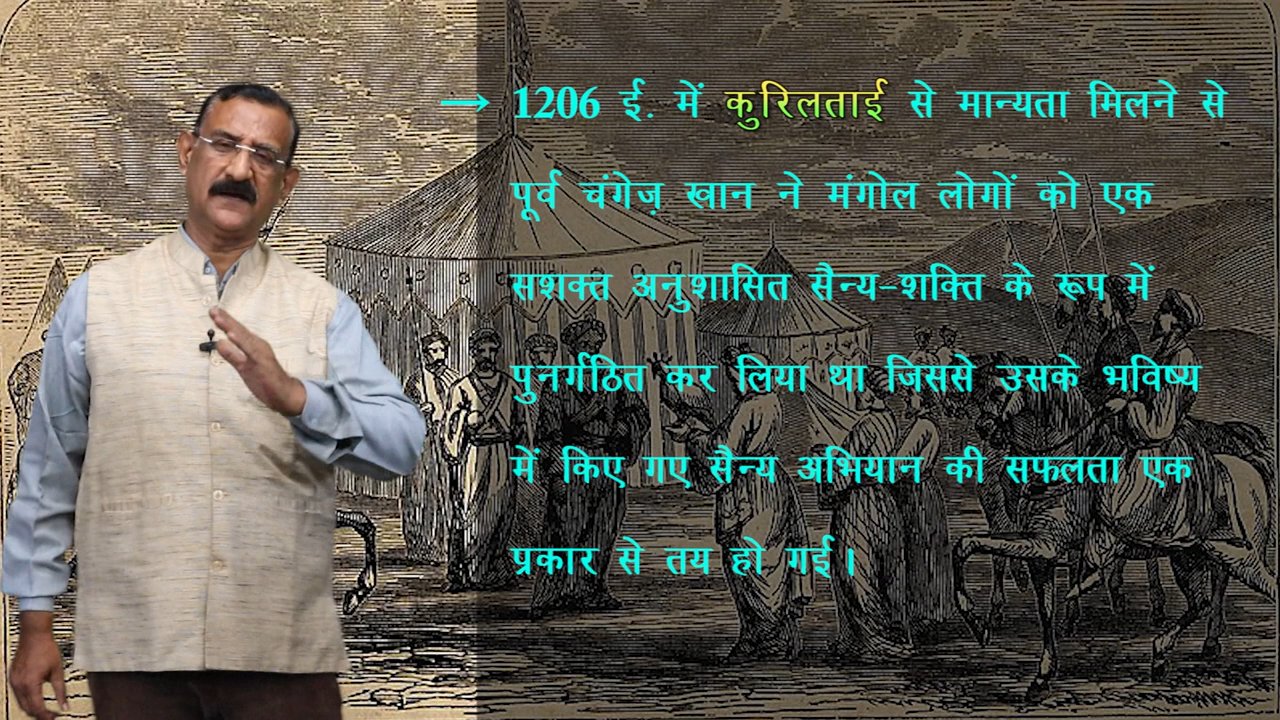 → 1206 ई. में कुरिलताई से मान्यता मिलने से
पूर्व चंगेज़ खान ने मंगोल लोगों को एक
सशक्त अनुशासित सैन्य-शक्ति के रूप में
पुनर्गठित कर लिया था जिससे उसके भविष्य
में किए गए सैन्य अभियान की सफलता एक
प्रकार से तय हो गई।